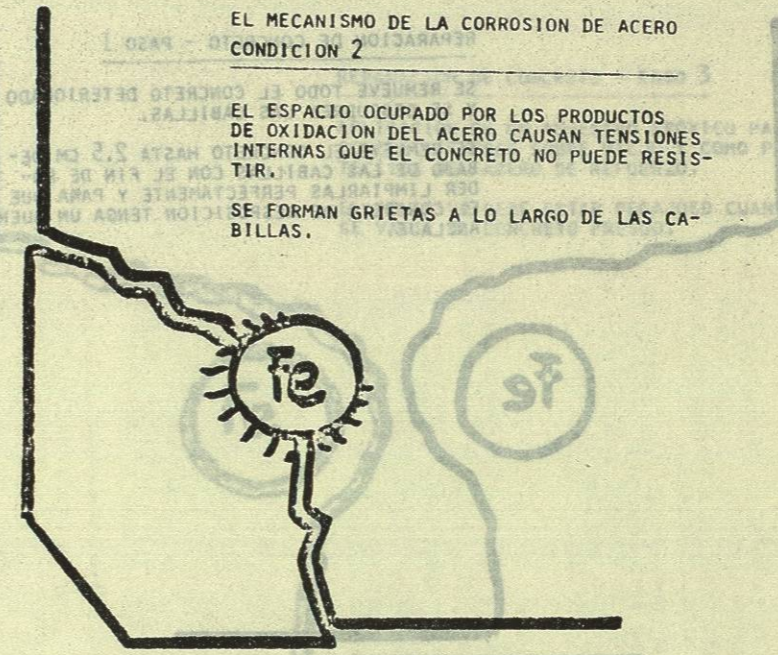 EL MECANISMO DE LA CORROSION DE ACERO
CONDICION 2
EL ESPACIO OCUPADO POR LOS PRODUCTOS
DE OXIDACION DEL ACERO CAUSAN TENSIONES
INTERNAS QUE EL CONCRETO NO PUEDE RESIS-
TIR.
SE FORMAN GRIETAS A LO LARGO DE LAS CA-
BILLAS.
Fe